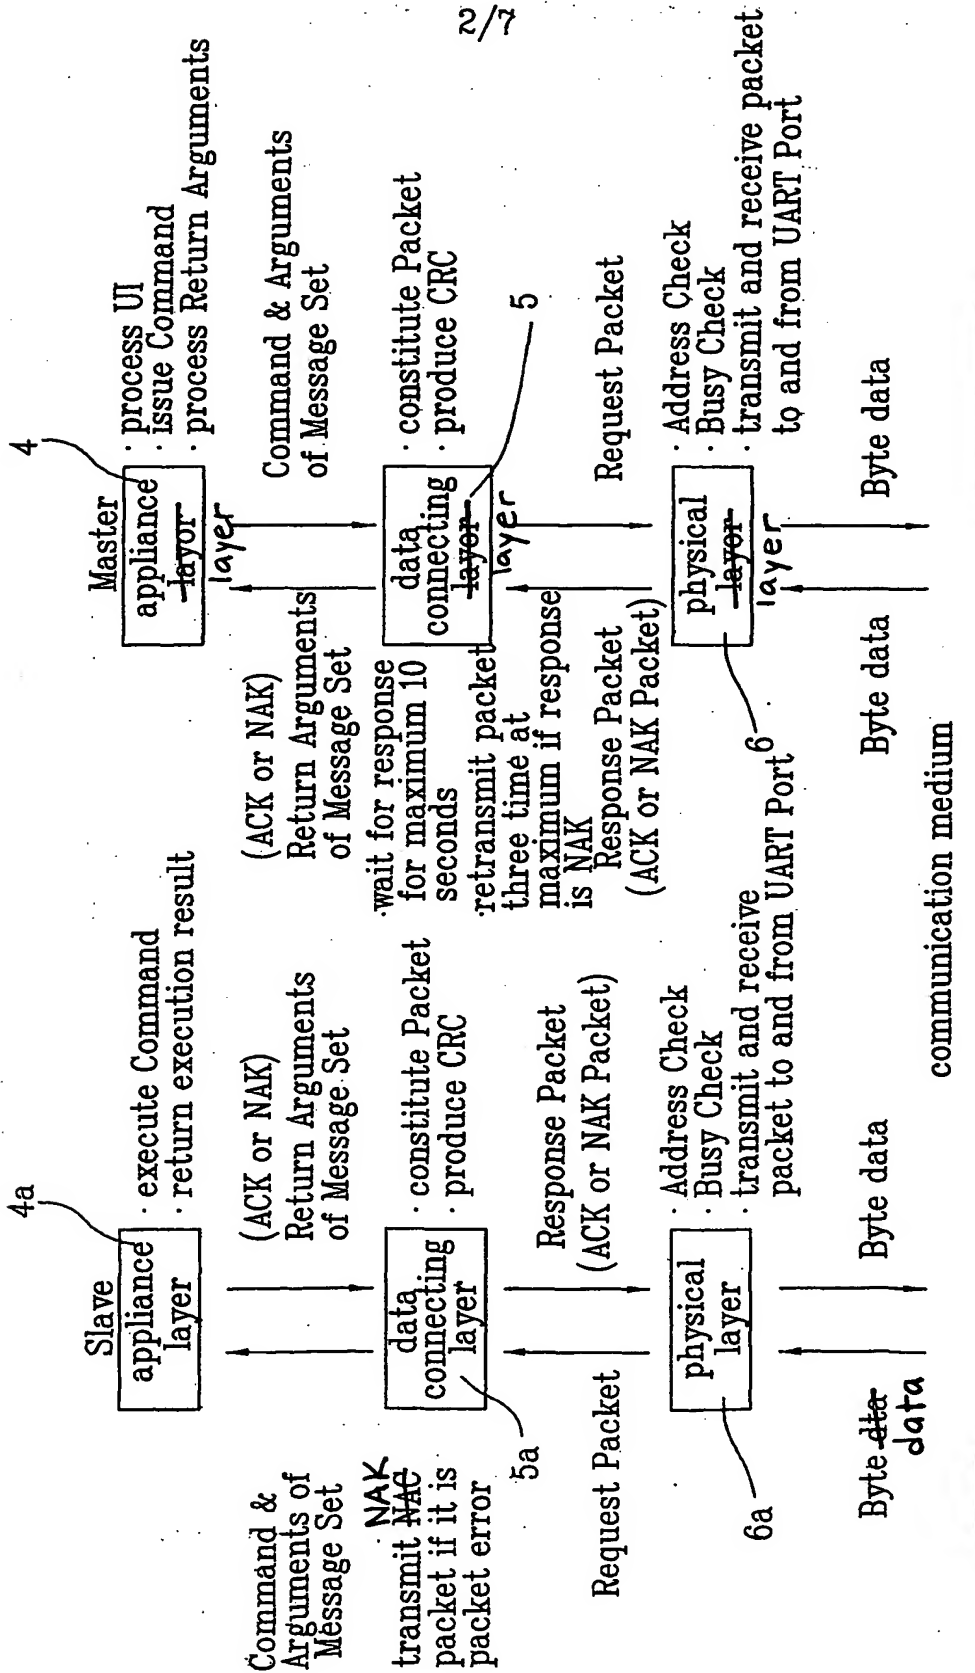 2/7
Slave
4a
appliance
layer
· execute Command
· return execution result
Command &
Arguments of
Message Set
(ACK or NAK)
Return Arguments
of Message Set
data
connecting
layer
5a
transmit NAC NAK
packet if it is
packet error
· constitute Packet
· produce CRC
Request Packet
Response Packet
(ACK or NAK Packet)
physical
layer
6a
· Address Check
· Busy Check
· transmit and receive
packet to and from UART Port
Byte dta data
Byte data
Master
4
appliance
layor
layer
· process UI
· issue Command
· process Return Arguments
(ACK or NAK)
Return Arguments
of Message Set
Command & Arguments
of Message Set
data
connecting
layor
layer
5
· wait for response
for maximum 10
seconds
· retransmit packet
three time at
maximum if response
is NAK
· constitute Packet
· produce CRC
Response Packet
(ACK or NAK Packet)
Request Packet
physical
layor
layer
6
· Address Check
· Busy Check
· transmit and receive packet
to and from UART Port
Byte data
Byte data
communication medium